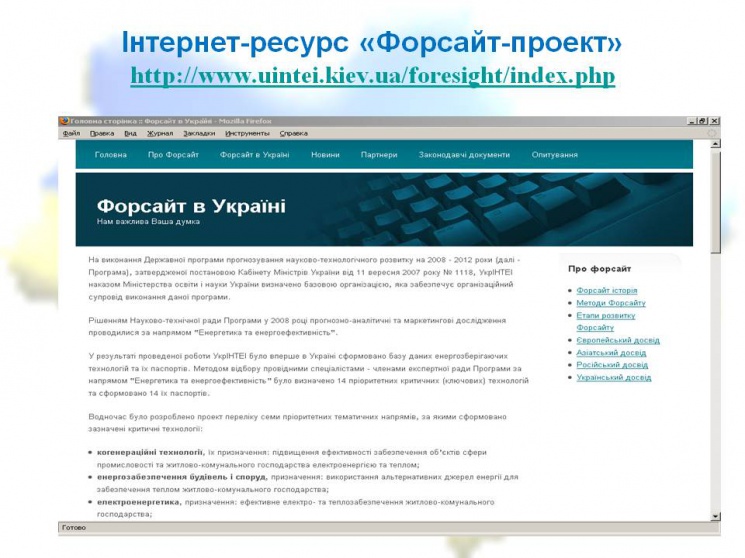 Інтернет-ресурс «Форсайт-проект»
http://www.uintei.kiev.ua/foresight/index.php
Головна сторінка :: Форсайт в Україні - Mozilla Firefox
Файл Правка Вид Журнал Закладки Инструменты Справка
Головна Про Форсайт Форсайт в Україні Новини Партнери Законодавчі документи Опитування
Форсайт в Україні
Нам важлива Ваша думка
На виконання Державної програми прогнозування науково-технологічного розвитку на 2008 - 2012 роки (далі -
Програма), затвердженої постановою Кабінету Міністрів України від 11 вересня 2007 року № 1118, УкрІНТЕІ
наказом Міністерства освіти і науки України визначено базовою організацією, яка забезпечує організаційний
супровід виконання даної програми.
Рішенням Науково-технічної ради Програми у 2008 році прогнозно-аналітичні та маркетингові дослідження
проводилися за напрямом "Енергетика та енергоефективність".
У результаті проведеної роботи УкрІНТЕІ було вперше в Україні сформовано базу даних енергозберігаючих
технологій та їх паспортів. Методом відбору провідними спеціалістами - членами експертної ради Програми за
напрямом "Енергетика та енергоефективність" було визначено 14 пріоритетних критичних (ключових) технологій
та сформовано 14 їх паспортів.
Водночас було розроблено проект переліку семи пріоритетних тематичних напрямів, за якими сформовано
зазначені критичні технології:
• когенераційні технології, їх призначення: підвищення ефективності забезпечення об'єктів сфери
промисловості та житлово-комунального господарства електроенергією та теплом;
• енергозабезпечення будівель і споруд, призначення: використання альтернативних джерел енергії для
забезпечення теплом житлово-комунального господарства;
• електроенергетика, призначення: ефективне електро- та теплозабезпечення житлово-комунального
господарства;
Про форсайт
• Форсайт історія
• Методи Форсайту
• Етапи розвитку
Форсайту
• Європейський досвід
• Азіатський досвід
• Російський досвід
• Український досвід
Готово